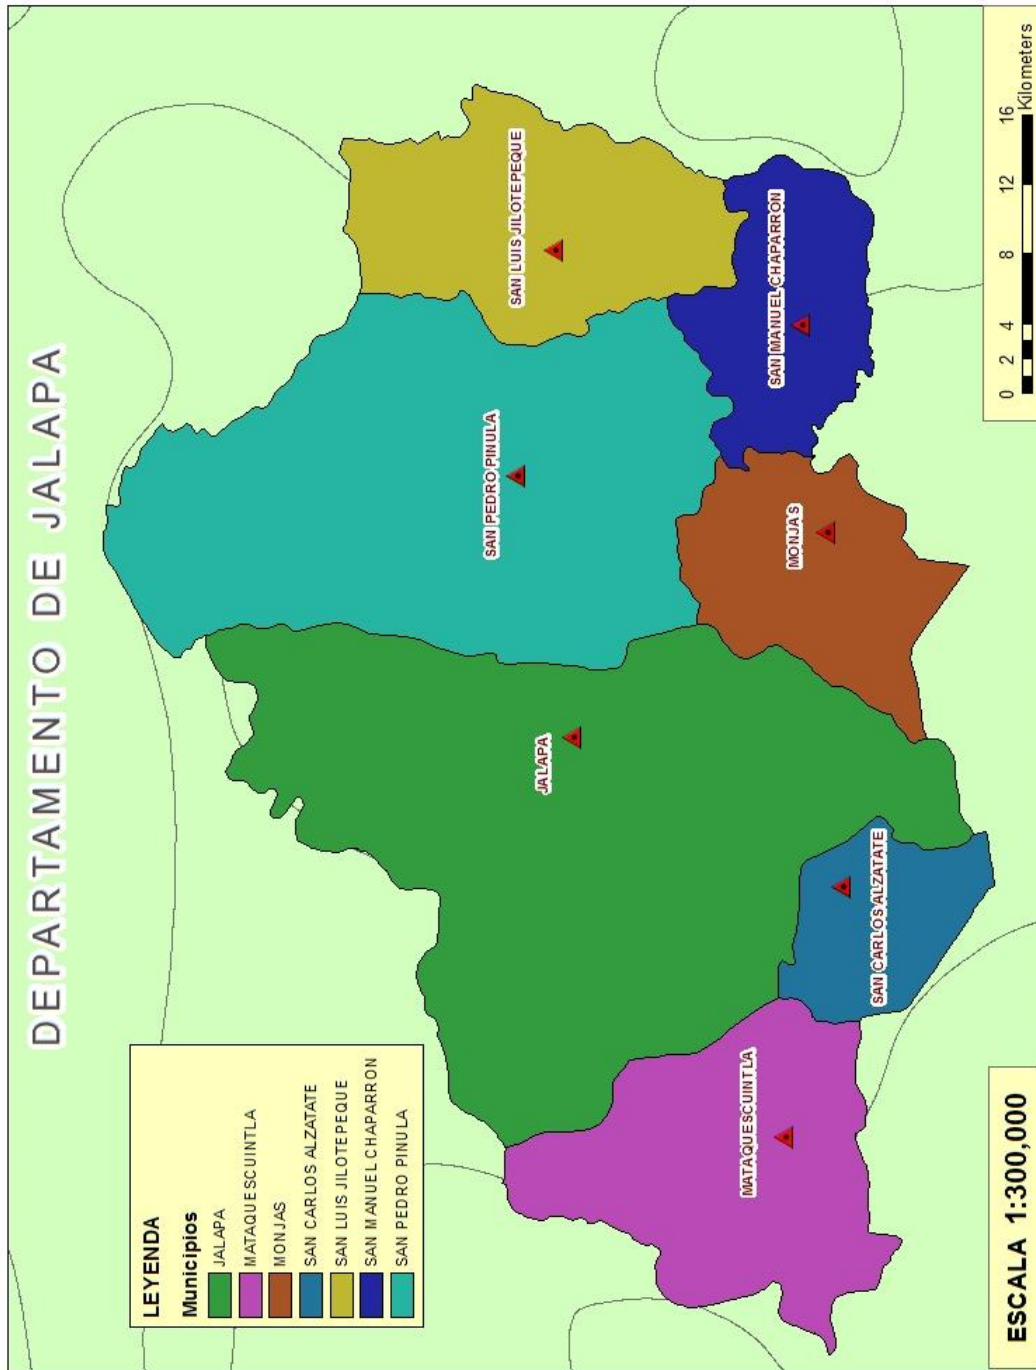 DEPARTAMENTO DE JALAPA
LEYENDA
Municipios
JALAPA
MATAQUESCUINTLA
MONJAS
SAN CARLOS ALZATATE
SAN LUIS JILOTEPEQUE
SAN MANUEL CHAPARRON
SAN PEDRO PINULA
SAN LUIS JILOTEPEQUE
SAN PEDRO PINULA
JALAPA
MATAQUESCUINTLA
SAN MANUEL CHAPARRON
MONJAS
SAN CARLOS ALZATATE
ESCALA 1:300,000
0 2 4 8 12 16
Kilometers